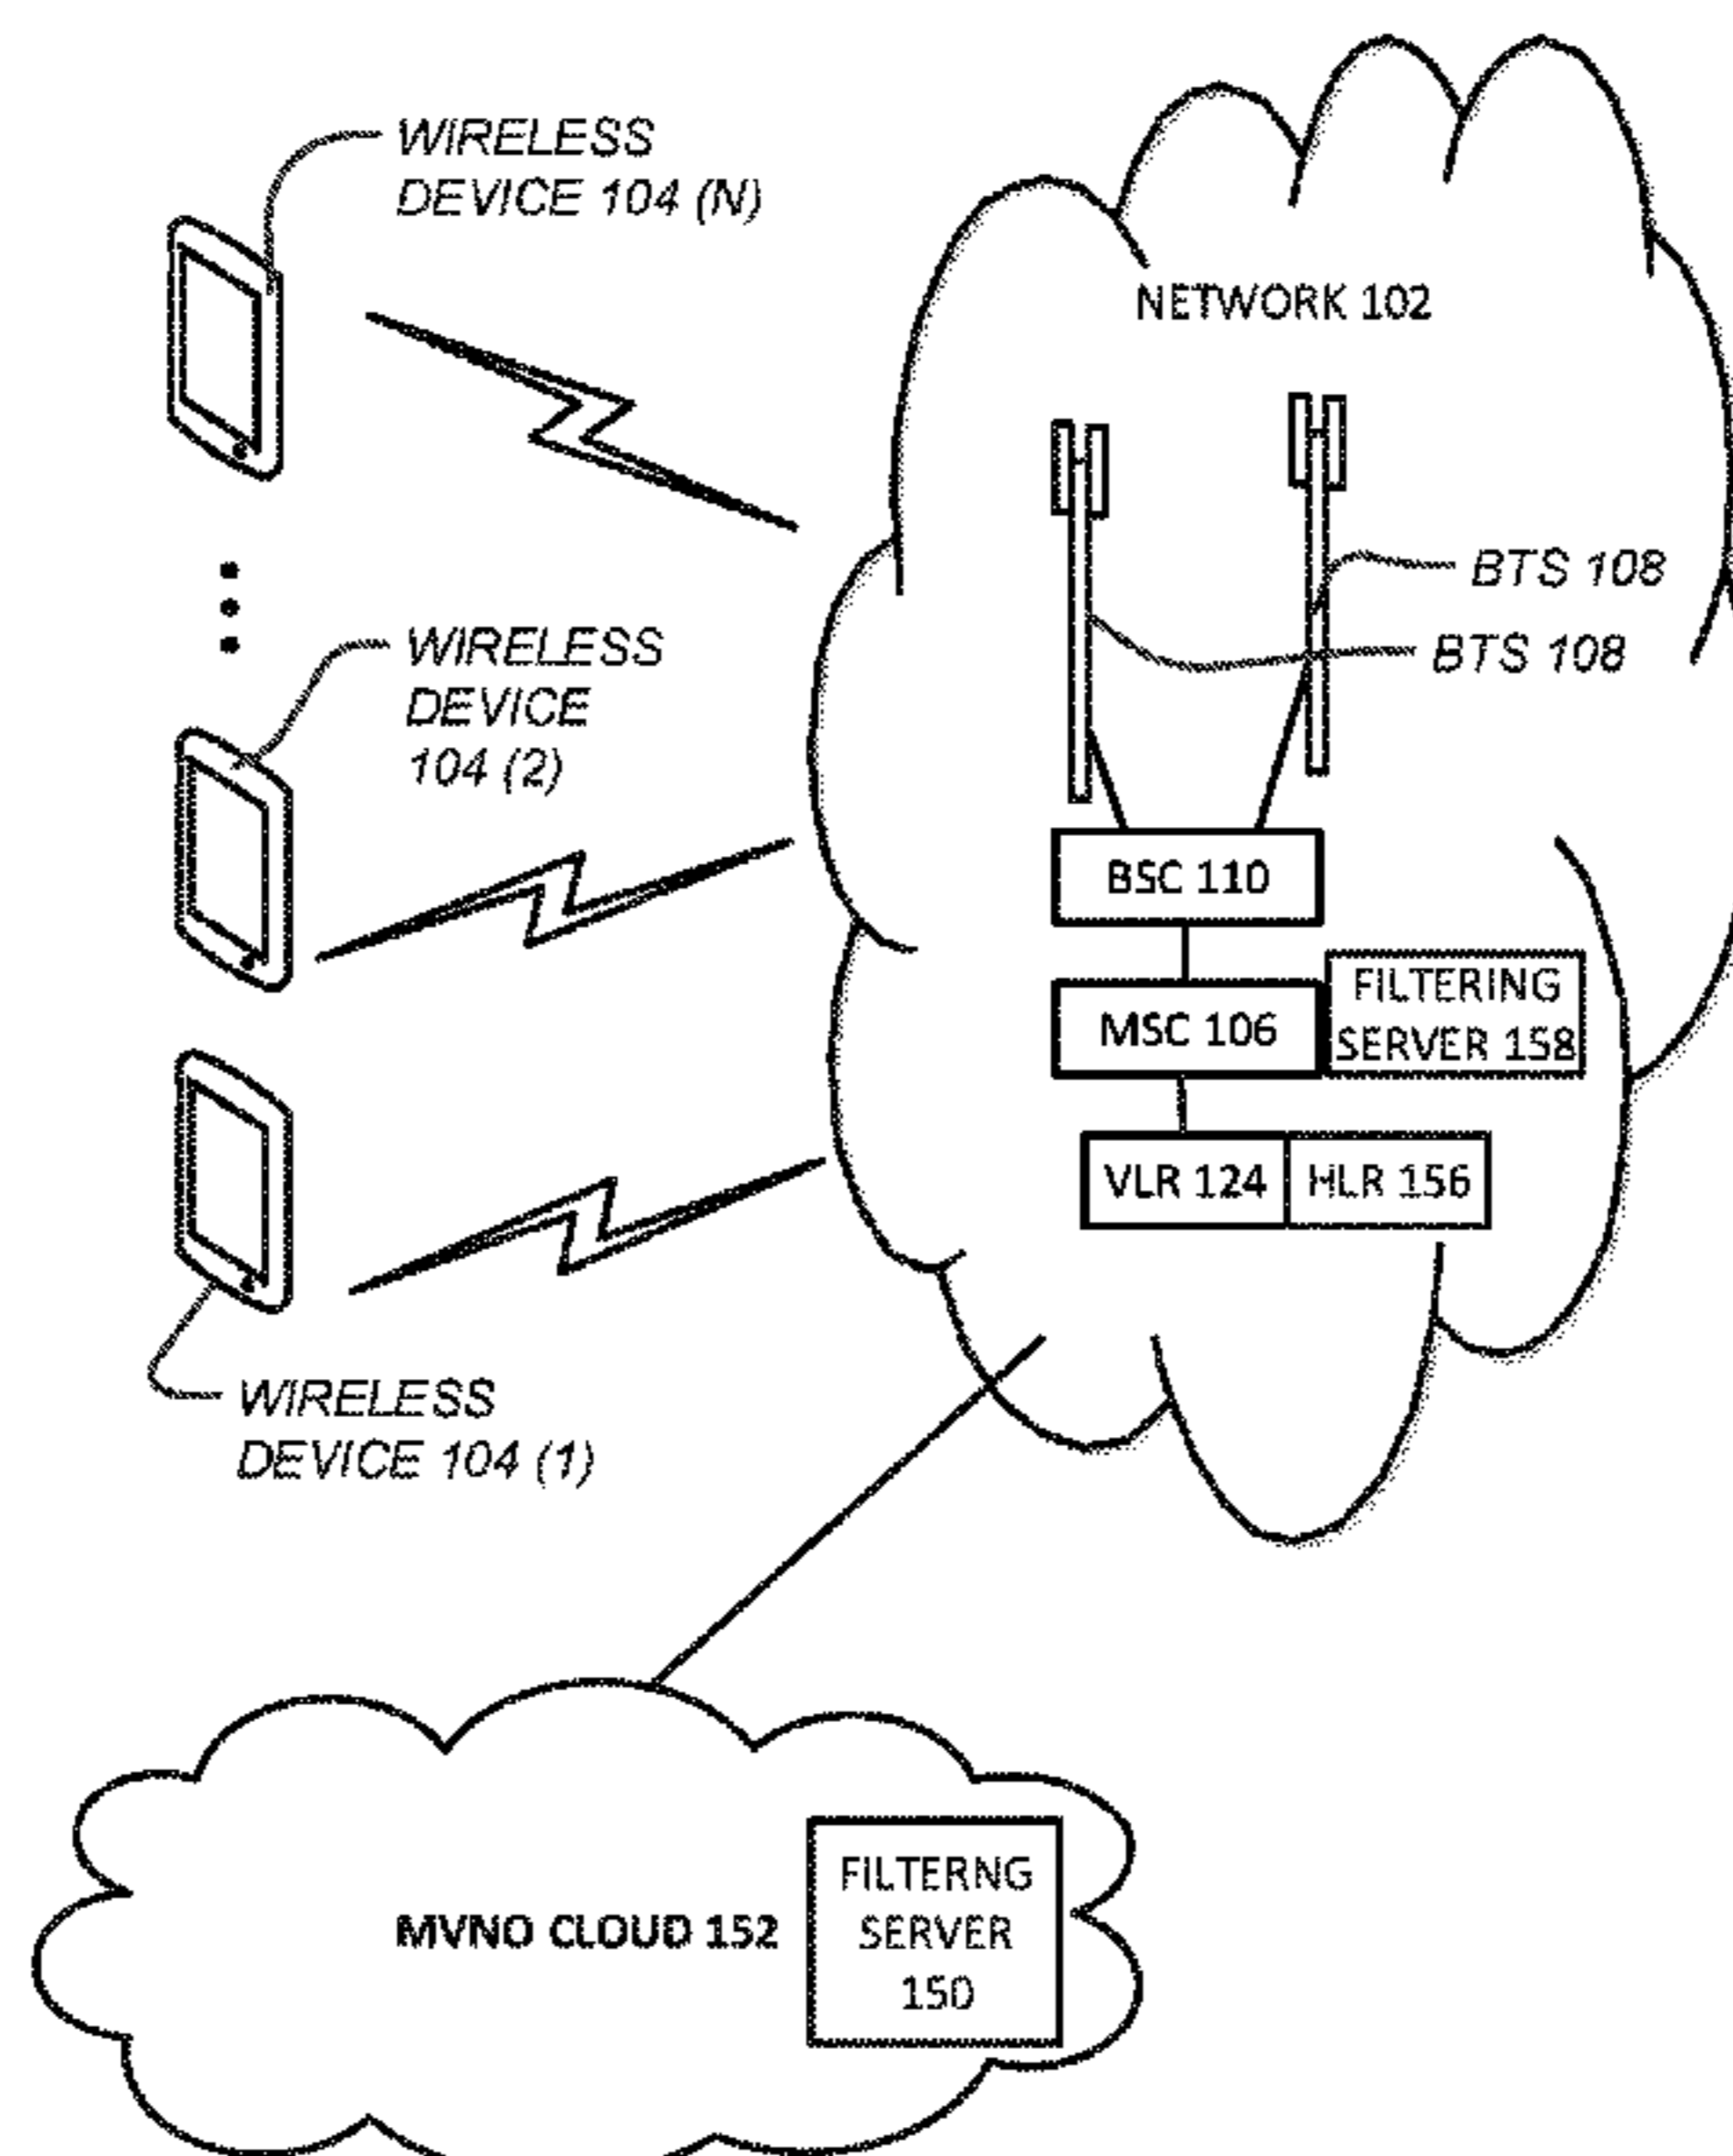 WIRELESS
DEVICE 104 (N)
NETWORK 102
BTS 108
BTS 108
WIRELESS
DEVICE
104 (2)
BSC 110
MSC 106
FILTERING
SERVER 158
VLR 124
HLR 156
WIRELESS
DEVICE 104 (1)
MVNO CLOUD 152
FILTERNG
SERVER
150